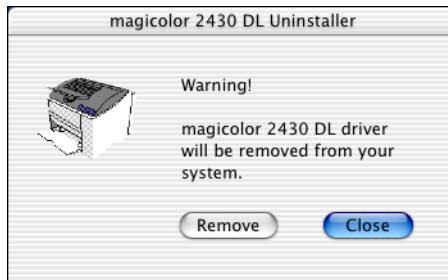 magicolor 2430 DL Uninstaller
Warning!
magicolor 2430 DL driver
will be removed from your
system.
Remove
Close